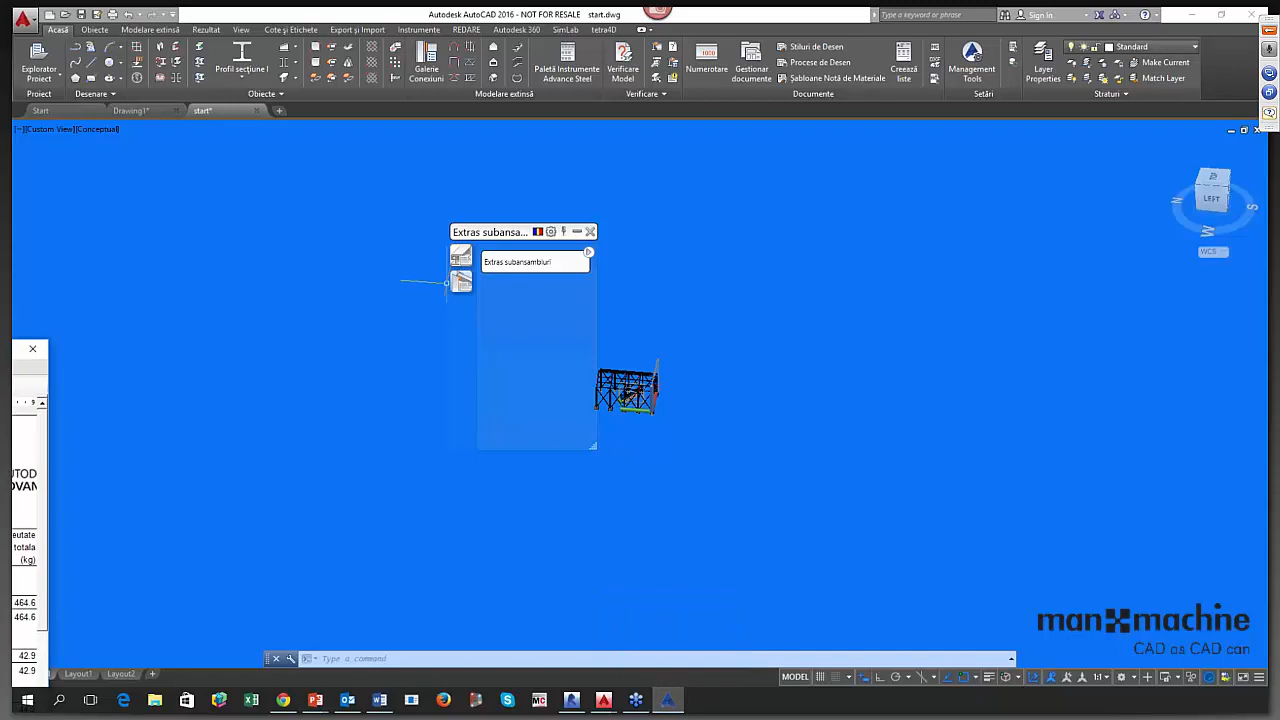 Autodesk AutoCAD 2016 - NOT FOR RESALE start.dwg
Type a keyword or phrase
Sign In
Acasă Obiecte Modelare extinsă Rezultat View Cote și Etichete Export și Import Instrumente REDARE Autodesk 360 SimLab tetra4D
Explorator Proiect
Profil secțiune I
Galerie Conexiuni
Paletă Instrumente Advance Steel
Verificare Model
Numerotare
Gestionar documente
Stiluri de Desen
Procese de Desen
Șabloane Notă de Materiale
Creează liste
Management Tools
Layer Properties
Standard
Make Current
Match Layer
Proiect Desenare Obiecte Modelare extinsă Verificare Documente Setări Straturi
Start Drawing1* start*
[−][Custom View][Conceptual]
LEFT
N
S
W
WCS
Extras subansa...
Extras subansambluri
9
UTOD
OVAN
eutate
totala
(kg)
464.6
464.6
42.9
42.9
man machine
CAD as CAD can
Type a command
Layout1 Layout2
MODEL
1:1